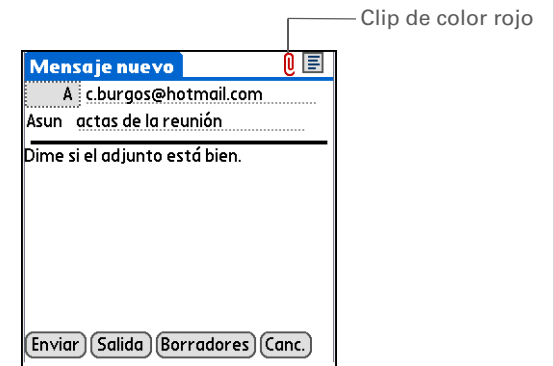 Clip de color rojo
Mensaje nuevo
A c.burgos@hotmail.com
Asun actas de la reunión
Dime si el adjunto está bien.
Enviar Salida Borradores Canc.